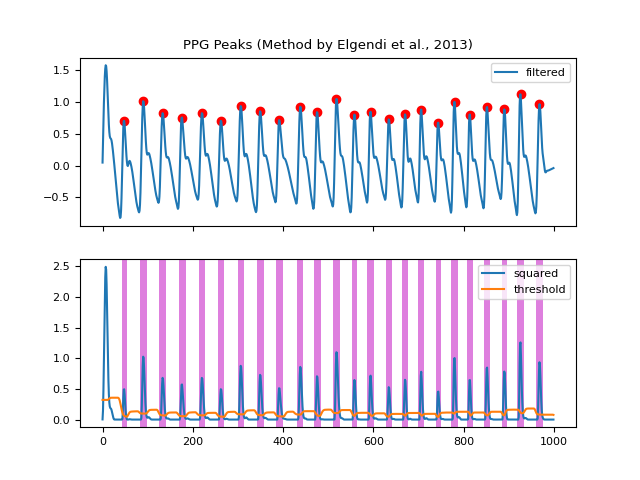 PPG Peaks (Method by Elgendi et al., 2013)
filtered
1.5
1.0
0.5
0.0
−0.5
squared
threshold
2.5
2.0
1.5
1.0
0.5
0.0
0 200 400 600 800 1000